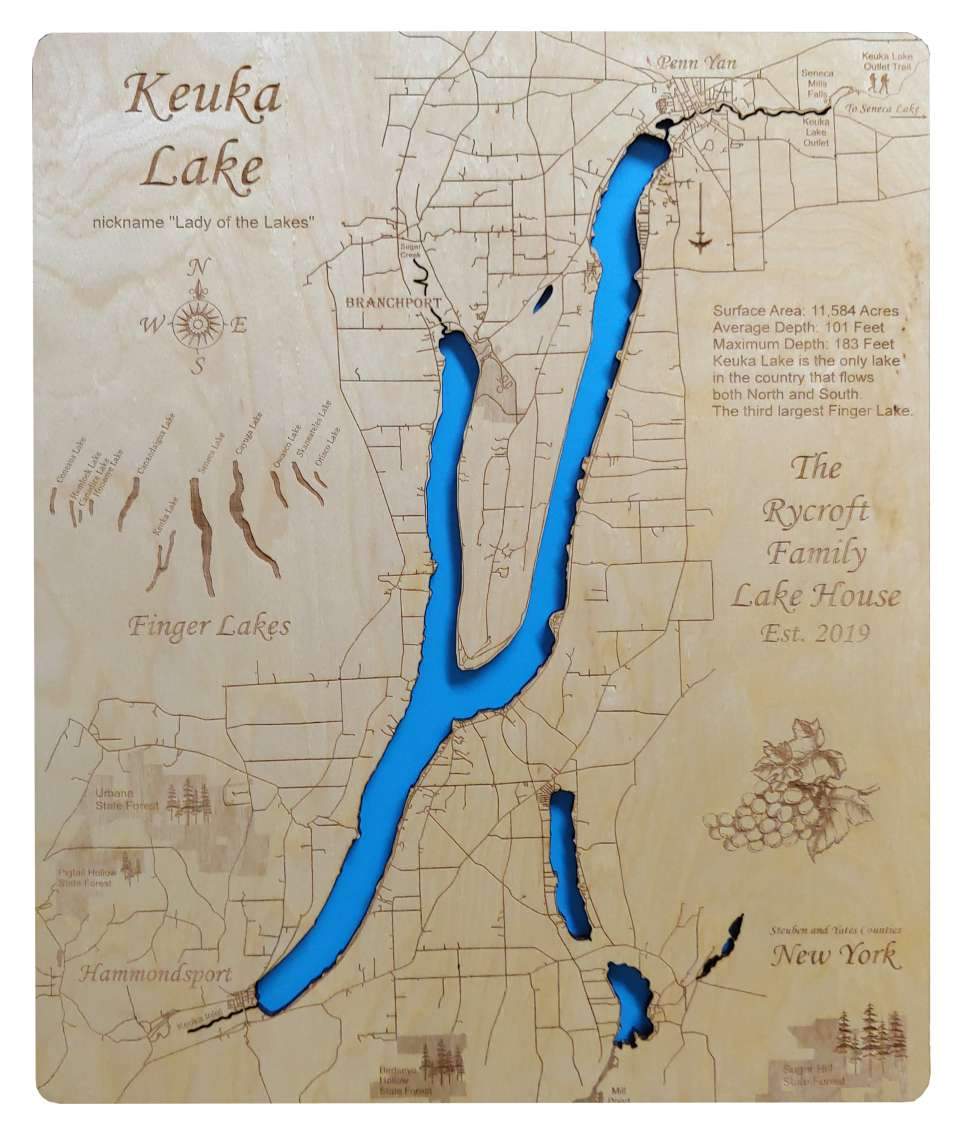 Keuka
Lake
nickname "Lady of the Lakes"
N
W
E
S
Penn Yan
Seneca
Mills
Falls
Keuka Lake
Outlet Trail
To Seneca Lake
Keuka
Lake
Outlet
Sugar
Creek
BRANCHPORT
Surface Area: 11,584 Acres
Average Depth: 101 Feet
Maximum Depth: 183 Feet
Keuka Lake is the only lake
in the country that flows
both North and South.
The third largest Finger Lake.
Conesus Lake
Hemlock Lake
Canadice Lake
Honeoye Lake
Canandaigua Lake
Keuka Lake
Seneca Lake
Cayuga Lake
Owasco Lake
Skaneateles Lake
Otisco Lake
Finger Lakes
The
Rycroft
Family
Lake House
Est. 2019
Urbana
State Forest
Pigtail Hollow
State Forest
Hammondsport
Keuka Inlet
Birdseye
Hollow
State Forest
Mill
Pond
Steuben and Yates Counties
New York
Sugar Hill
State Forest